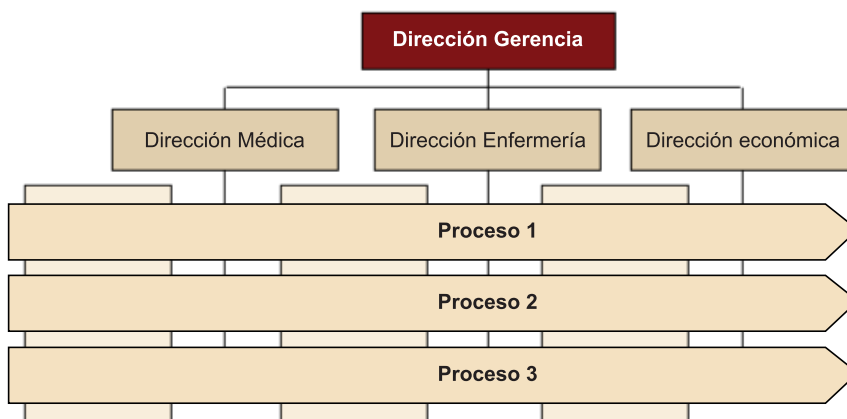 Dirección Gerencia
Dirección Médica
Dirección Enfermería
Dirección económica
Proceso 1
Proceso 2
Proceso 3